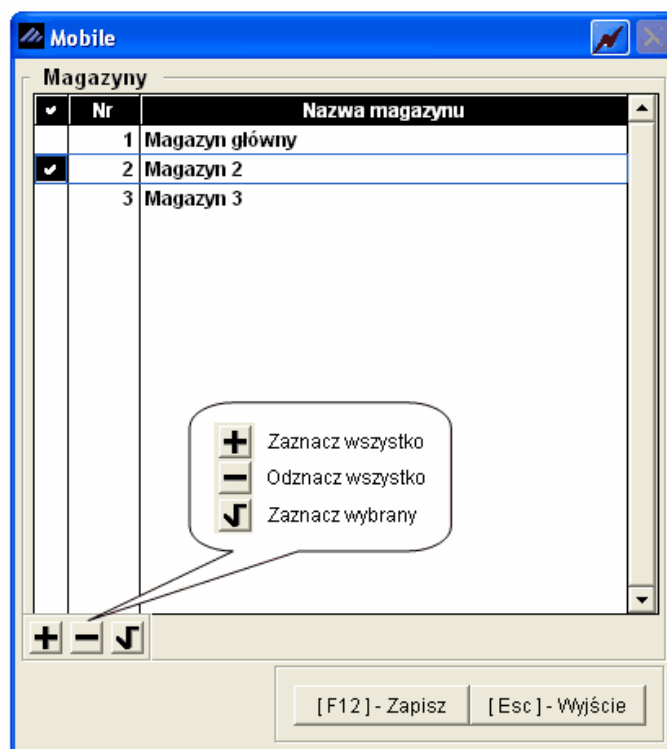 Mobile
Magazyny
Nr Nazwa magazynu
1 Magazyn główny
2 Magazyn 2
3 Magazyn 3
Zaznacz wszystko
Odznacz wszystko
Zaznacz wybrany
[ F12 ] - Zapisz [ Esc ] - Wyjście